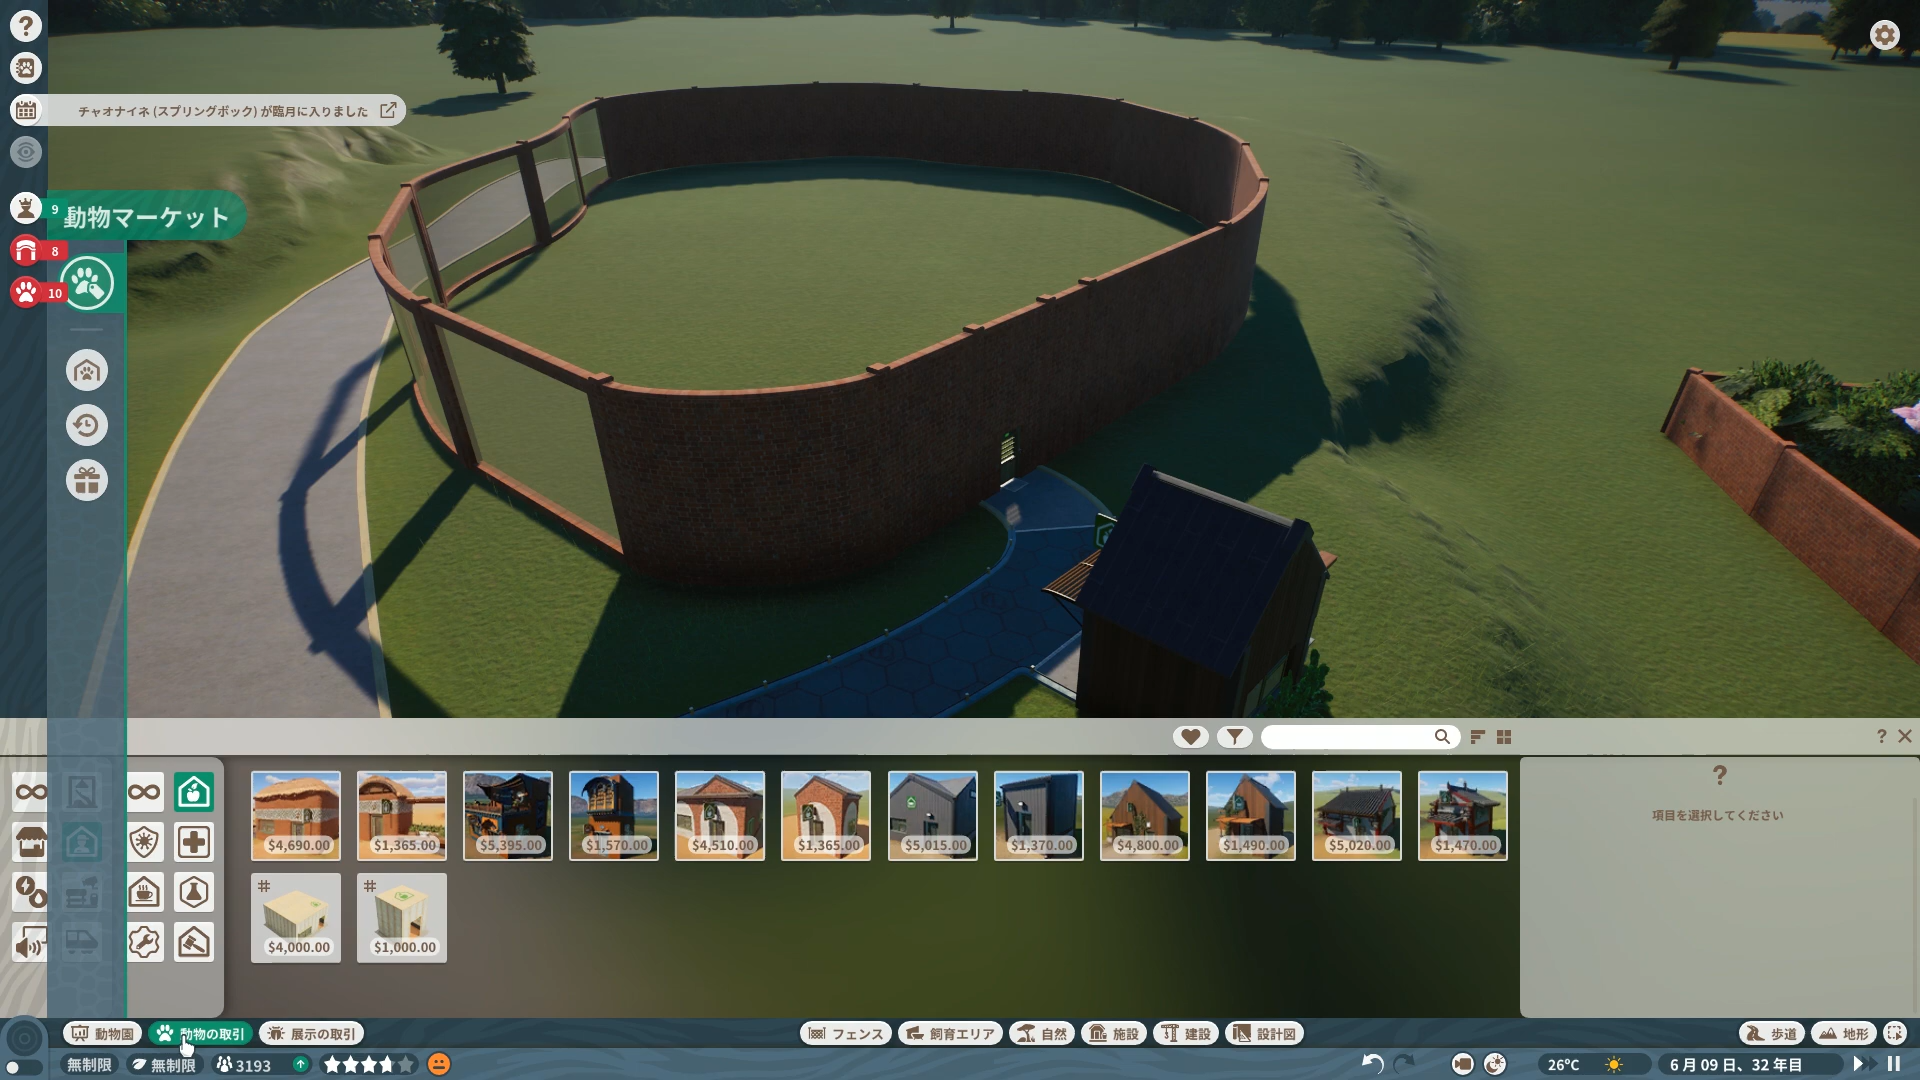 チャオナイネ (スプリングボック) が臨月に入りました
9
動物マーケット
8
10
項目を選択してください
$4,690.00
$1,365.00
$5,395.00
$1,570.00
$4,510.00
$1,365.00
$5,015.00
$1,370.00
$4,800.00
$1,490.00
$5,020.00
$1,470.00
$4,000.00
$1,000.00
動物園
動物の取引
展示の取引
フェンス
飼育エリア
自然
施設
建設
設計図
歩道
地形
無制限
無制限
3193
26°C
6 月 09 日、32 年目